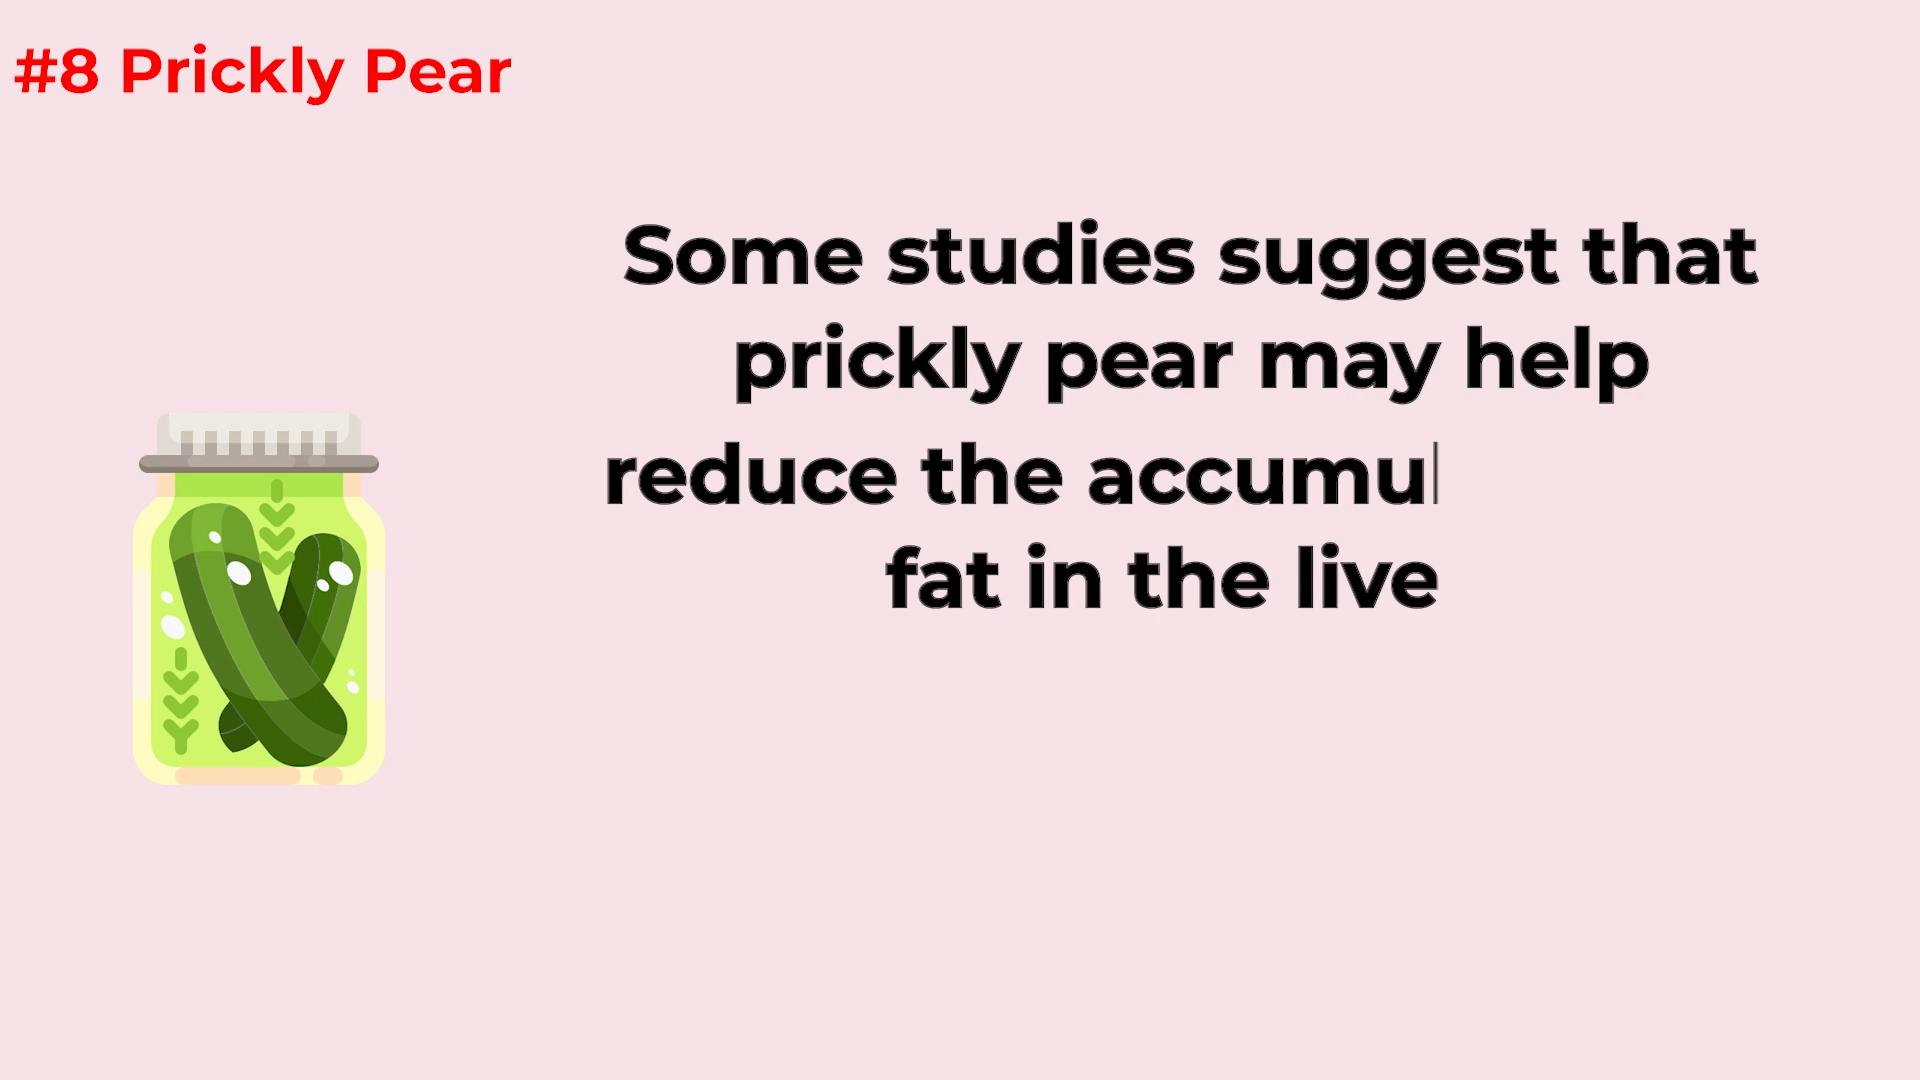 #8 Prickly Pear
Some studies suggest that
prickly pear may help
reduce the accumu
fat in the live